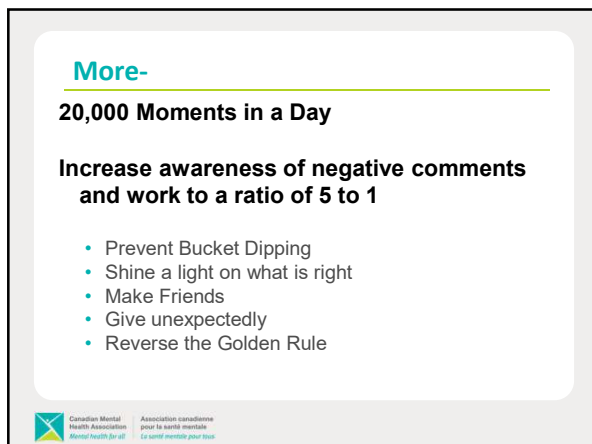 More-
20,000 Moments in a Day
Increase awareness of negative comments
and work to a ratio of 5 to 1
• Prevent Bucket Dipping
• Shine a light on what is right
• Make Friends
• Give unexpectedly
• Reverse the Golden Rule
Canadian Mental
Health Association
Mental health for all
Association canadienne
pour la santé mentale
La santé mentale pour tous